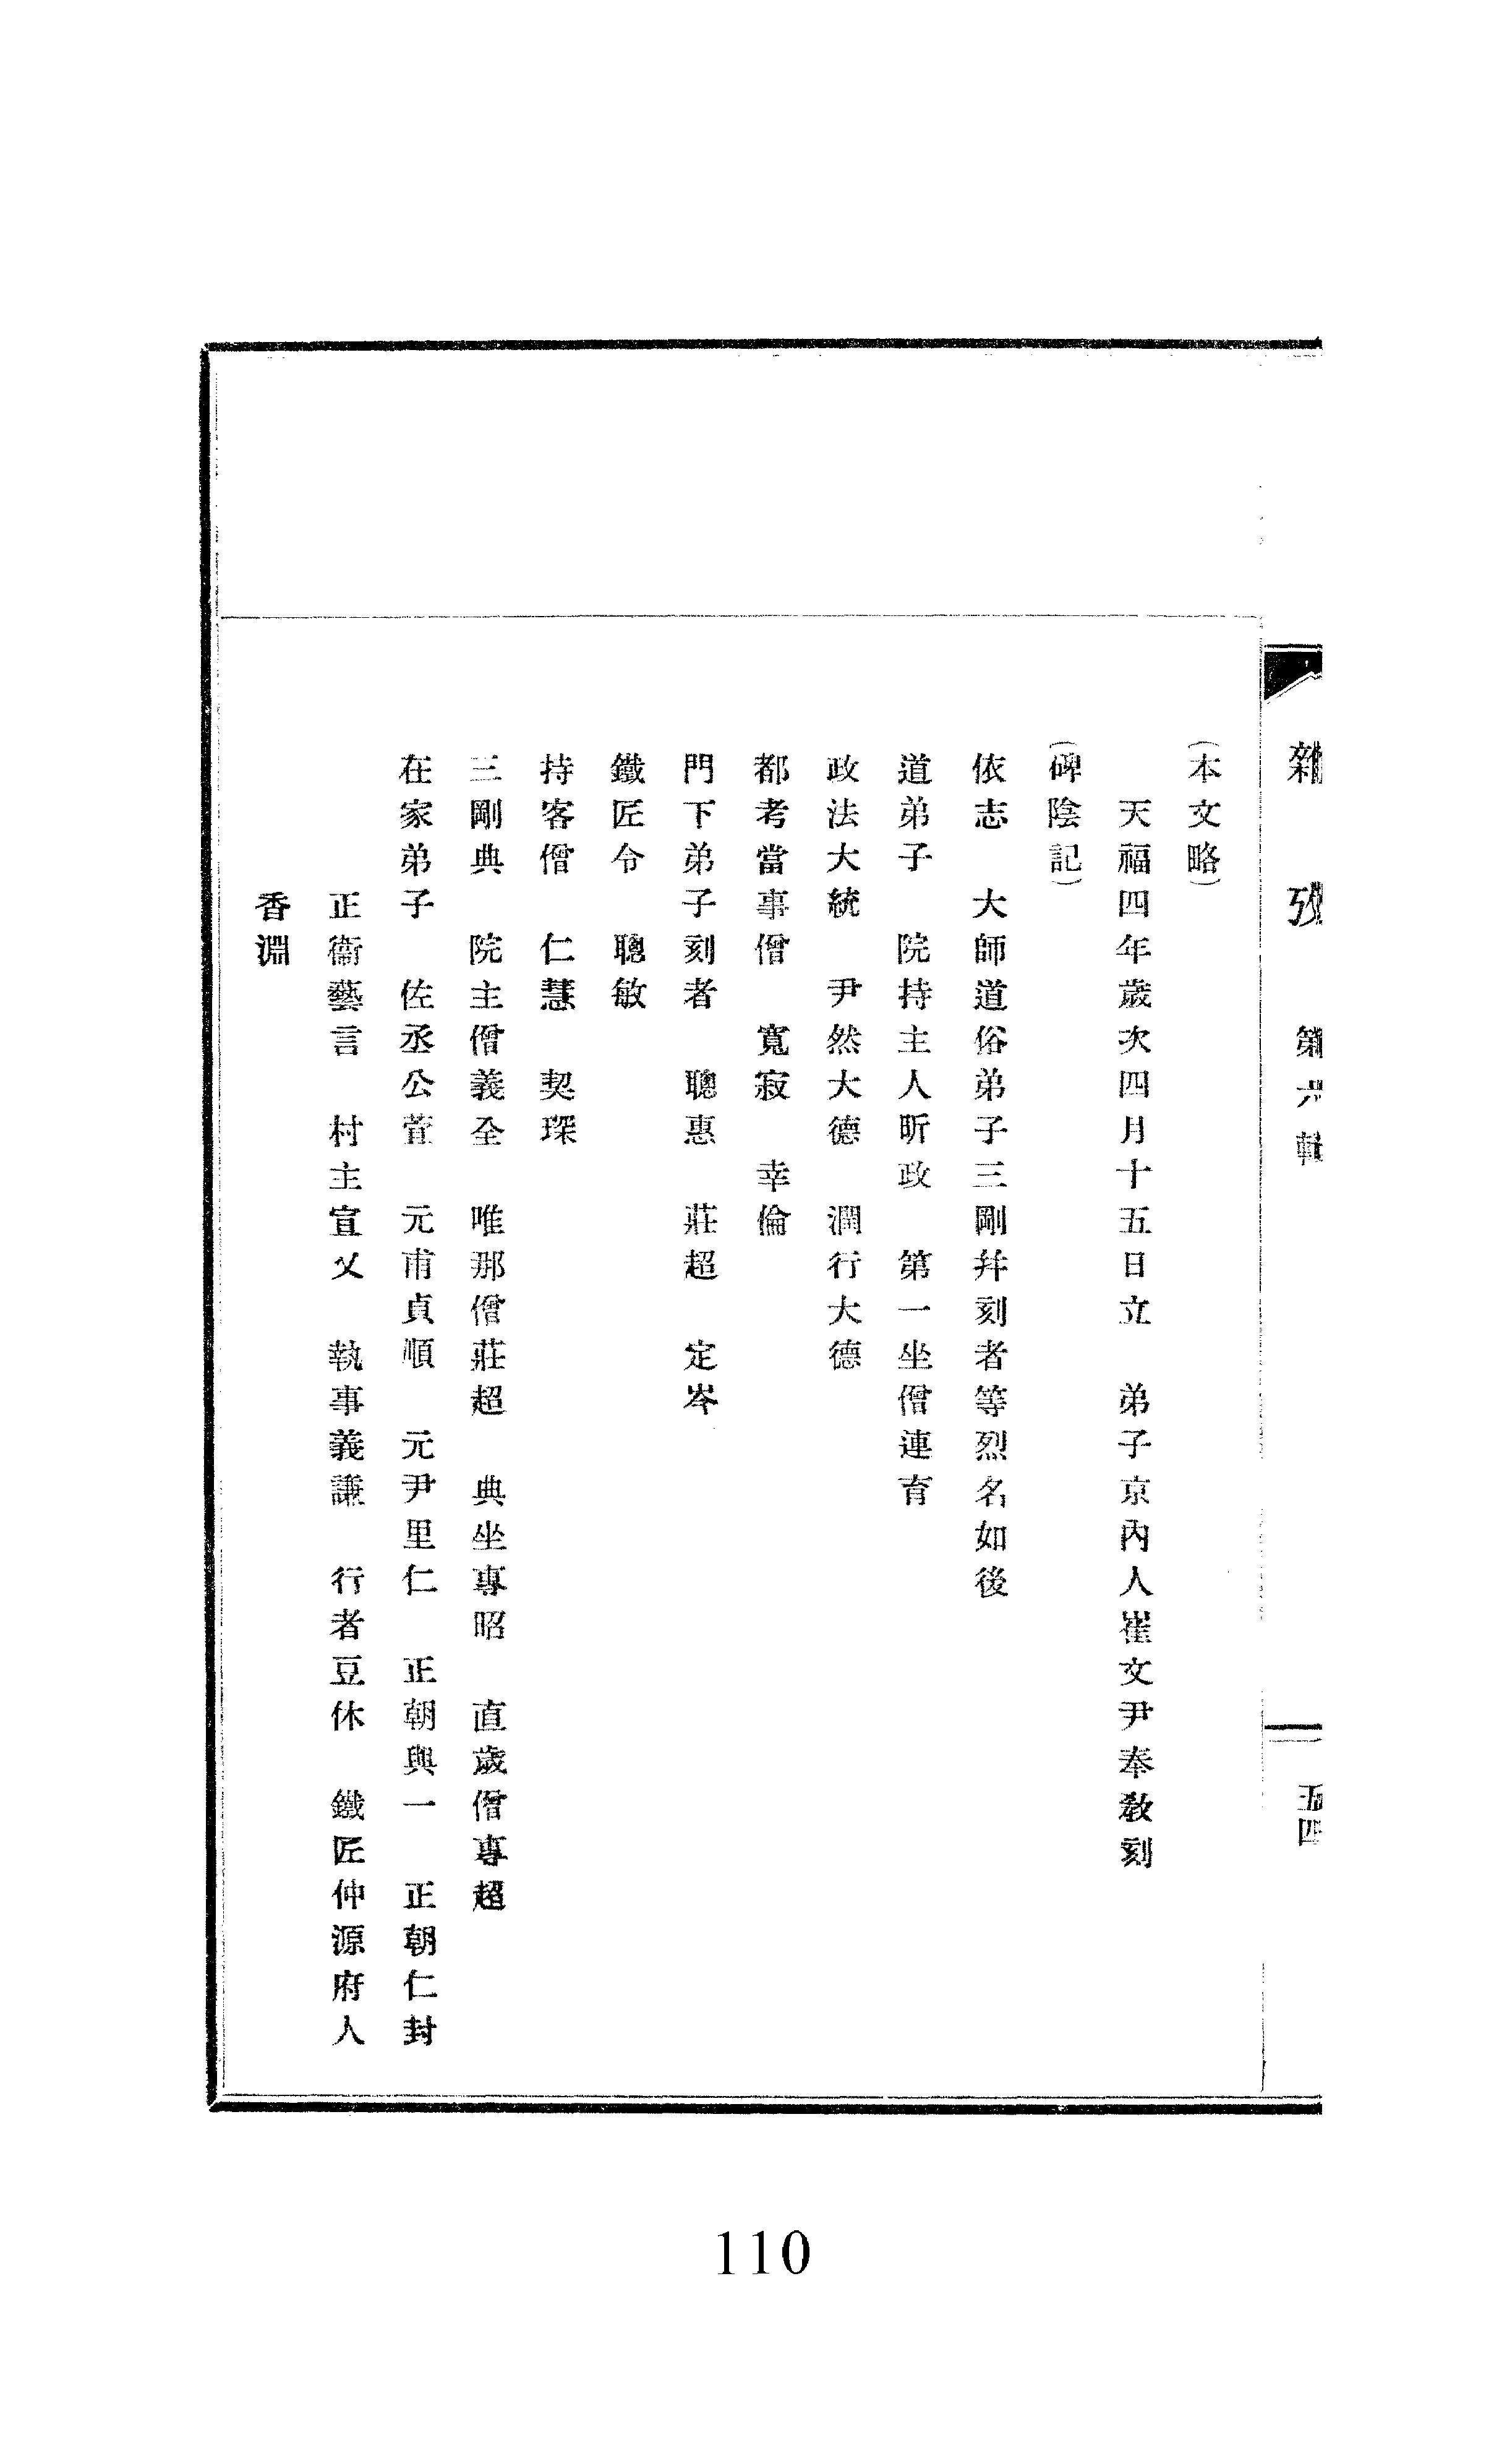 雜攷 第六輯 五四
(本文略)
天福四年歲次四月十五日立 弟子京內人崔文尹奉敎刻
(碑陰記)
依志 大師道俗弟子三剛幷刻者等烈名如後
道弟子 院持主人昕政 第一坐僧連育
政法大統 尹然大德 潤行大德
都考當事僧 寬寂 幸倫
門下弟子刻者 聰惠 莊超 定岑
鐵匠令 聰敏
持客僧 仁慧 契琛
三剛典 院主僧義全 唯那僧莊超 典坐專昭 直歲僧專超
在家弟子 佐丞公萱 元甫貞順 元尹里仁 正朝與一 正朝仁封
正衞藝言 村主宣乂 執事義謙 行者豆休 鐵匠仲源府人
香淵
110